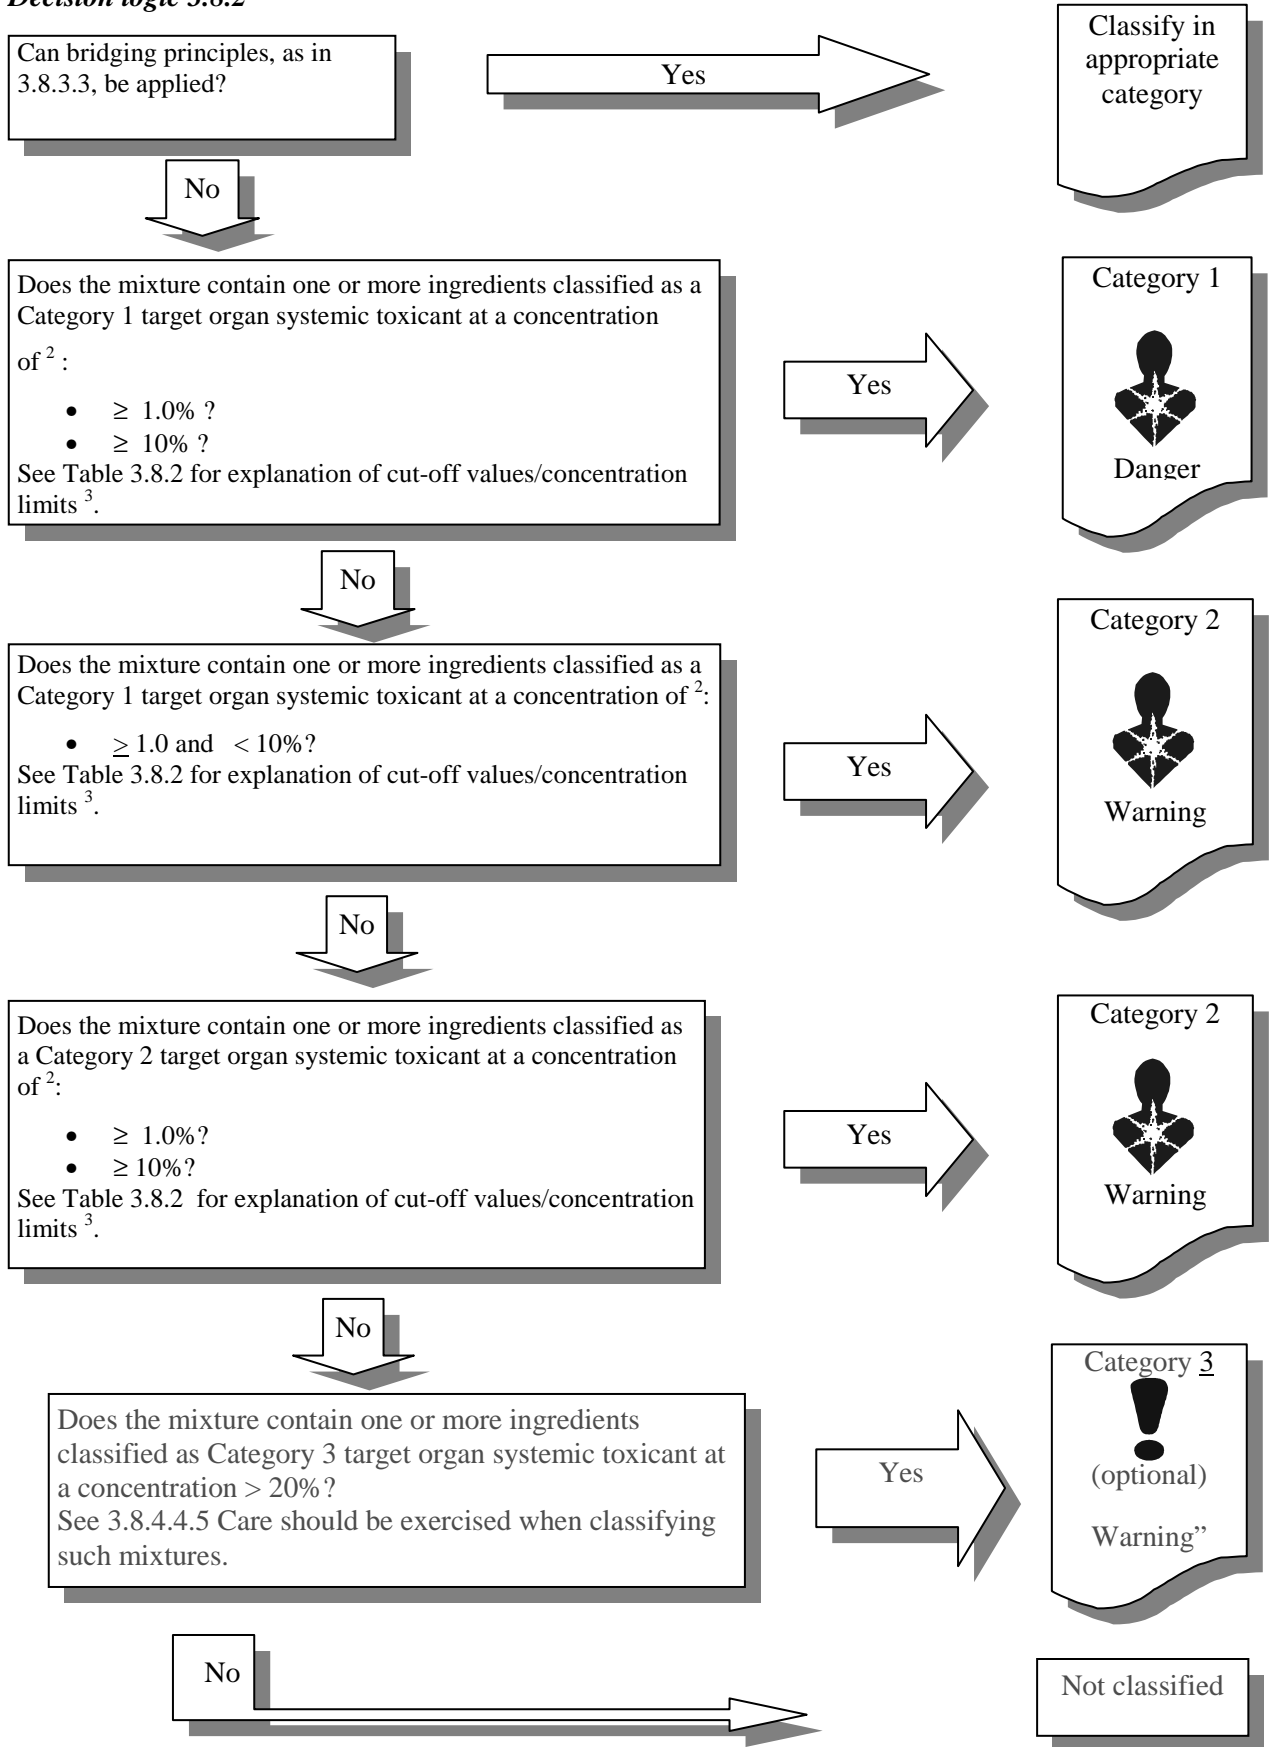 Decision logic 3.8.2
Can bridging principles, as in
3.8.3.3, be applied?
Yes
Classify in
appropriate
category
No
Does the mixture contain one or more ingredients classified as a
Category 1 target organ systemic toxicant at a concentration
of 2 :
• ≥ 1.0% ?
• ≥ 10% ?
See Table 3.8.2 for explanation of cut-off values/concentration
limits 3.
Yes
Category 1
Danger
No
Does the mixture contain one or more ingredients classified as a
Category 1 target organ systemic toxicant at a concentration of 2:
• ≥ 1.0 and < 10%?
See Table 3.8.2 for explanation of cut-off values/concentration
limits 3.
Yes
Category 2
Warning
No
Does the mixture contain one or more ingredients classified as
a Category 2 target organ systemic toxicant at a concentration
of 2:
• ≥ 1.0%?
• ≥ 10%?
See Table 3.8.2 for explanation of cut-off values/concentration
limits 3.
Yes
Category 2
Warning
No
Does the mixture contain one or more ingredients
classified as Category 3 target organ systemic toxicant at
a concentration > 20%?
See 3.8.4.4.5 Care should be exercised when classifying
such mixtures.
Yes
Category 3
(optional)
Warning”
No
Not classified